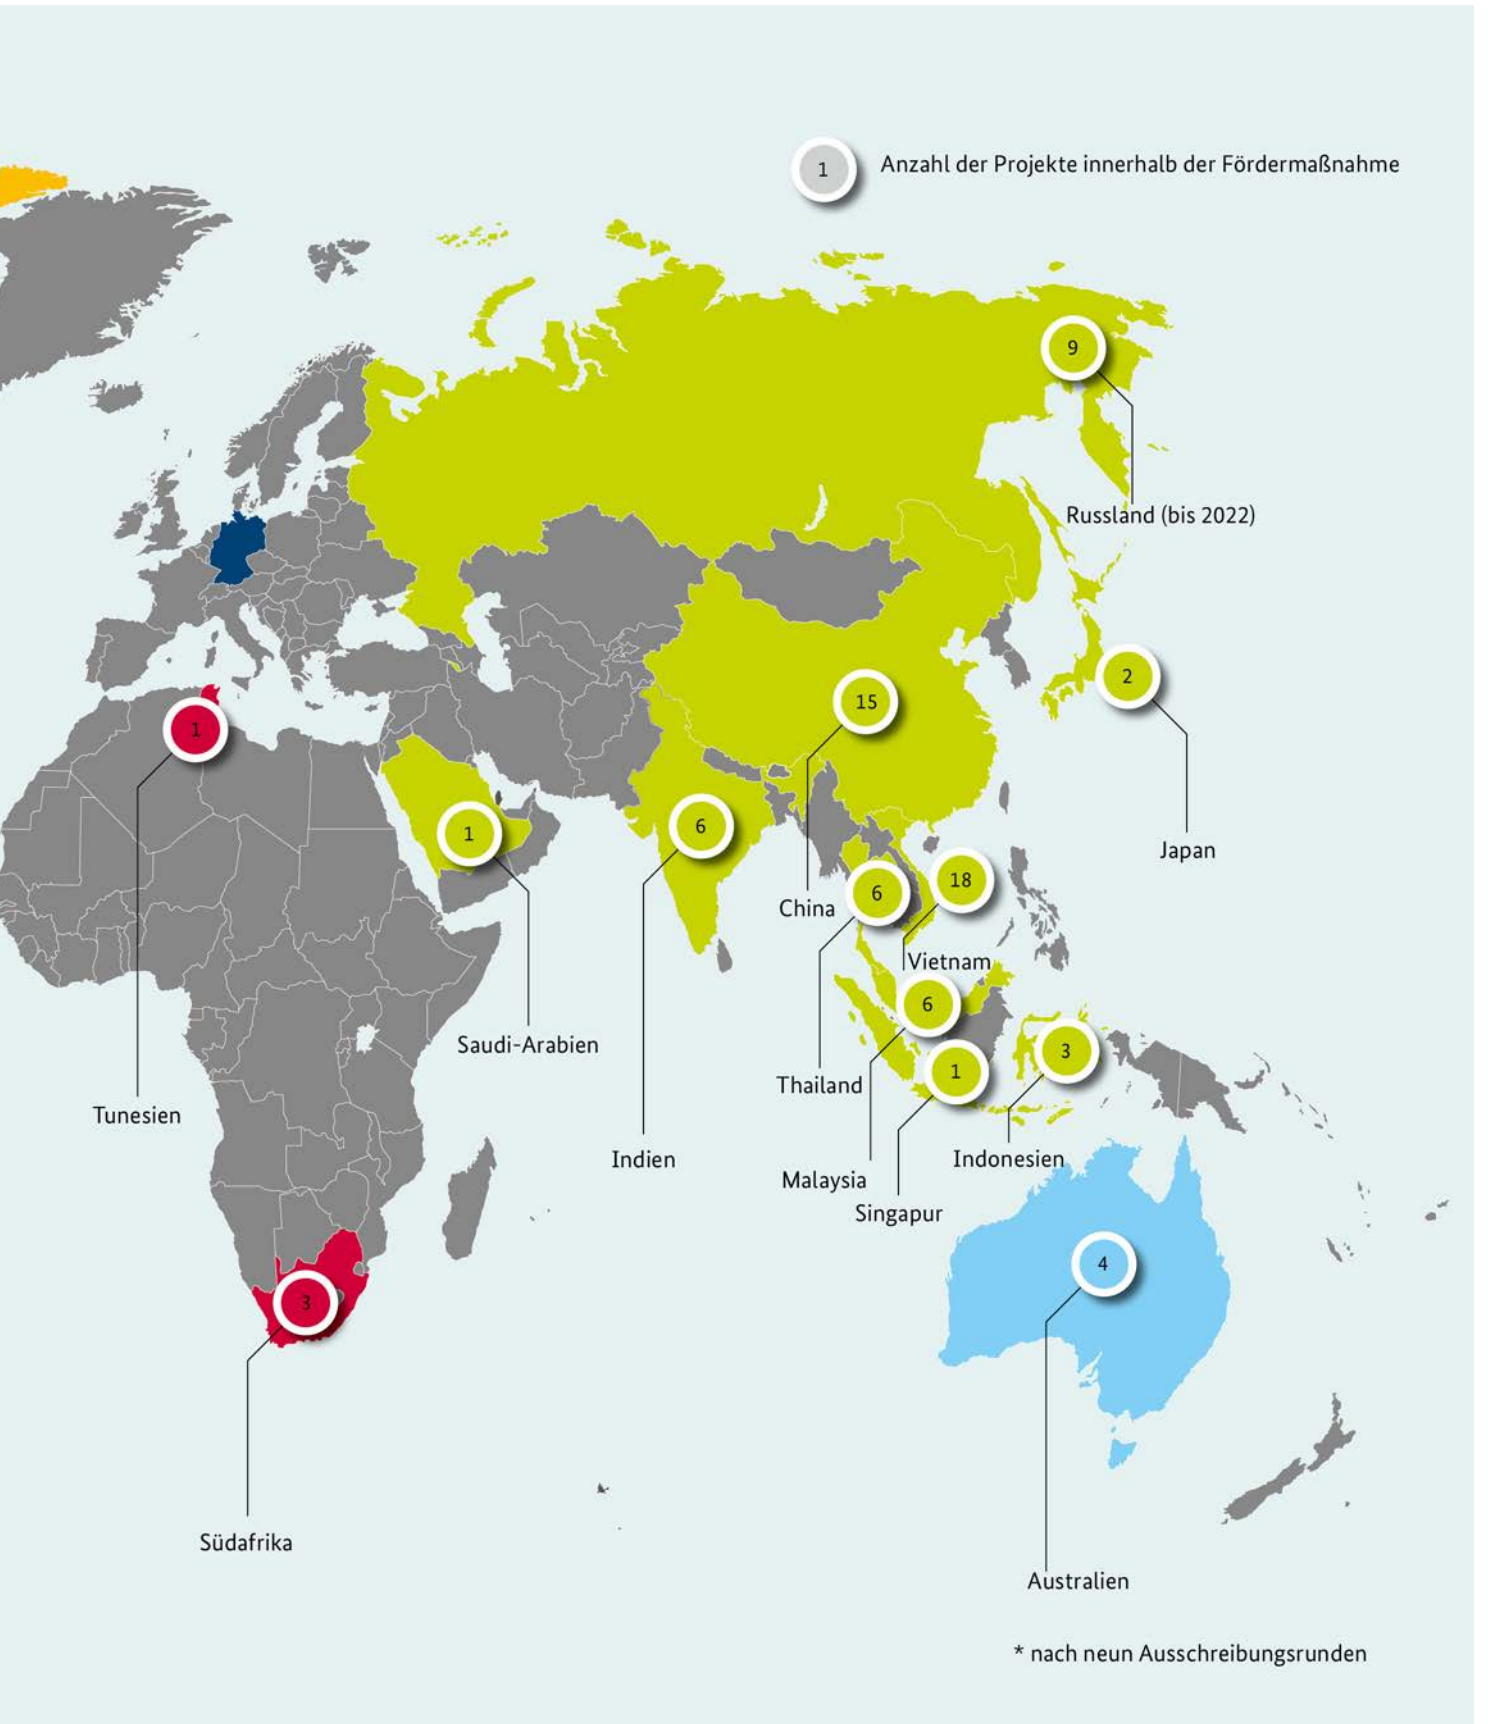 1
Anzahl der Projekte innerhalb der Fördermaßnahme
9
Russland (bis 2022)
2
Japan
15
China
1
Tunesien
1
Saudi-Arabien
6
Indien
6
Thailand
18
Vietnam
6
Malaysia
1
Singapur
3
Indonesien
4
Australien
3
Südafrika
* nach neun Ausschreibungsrunden